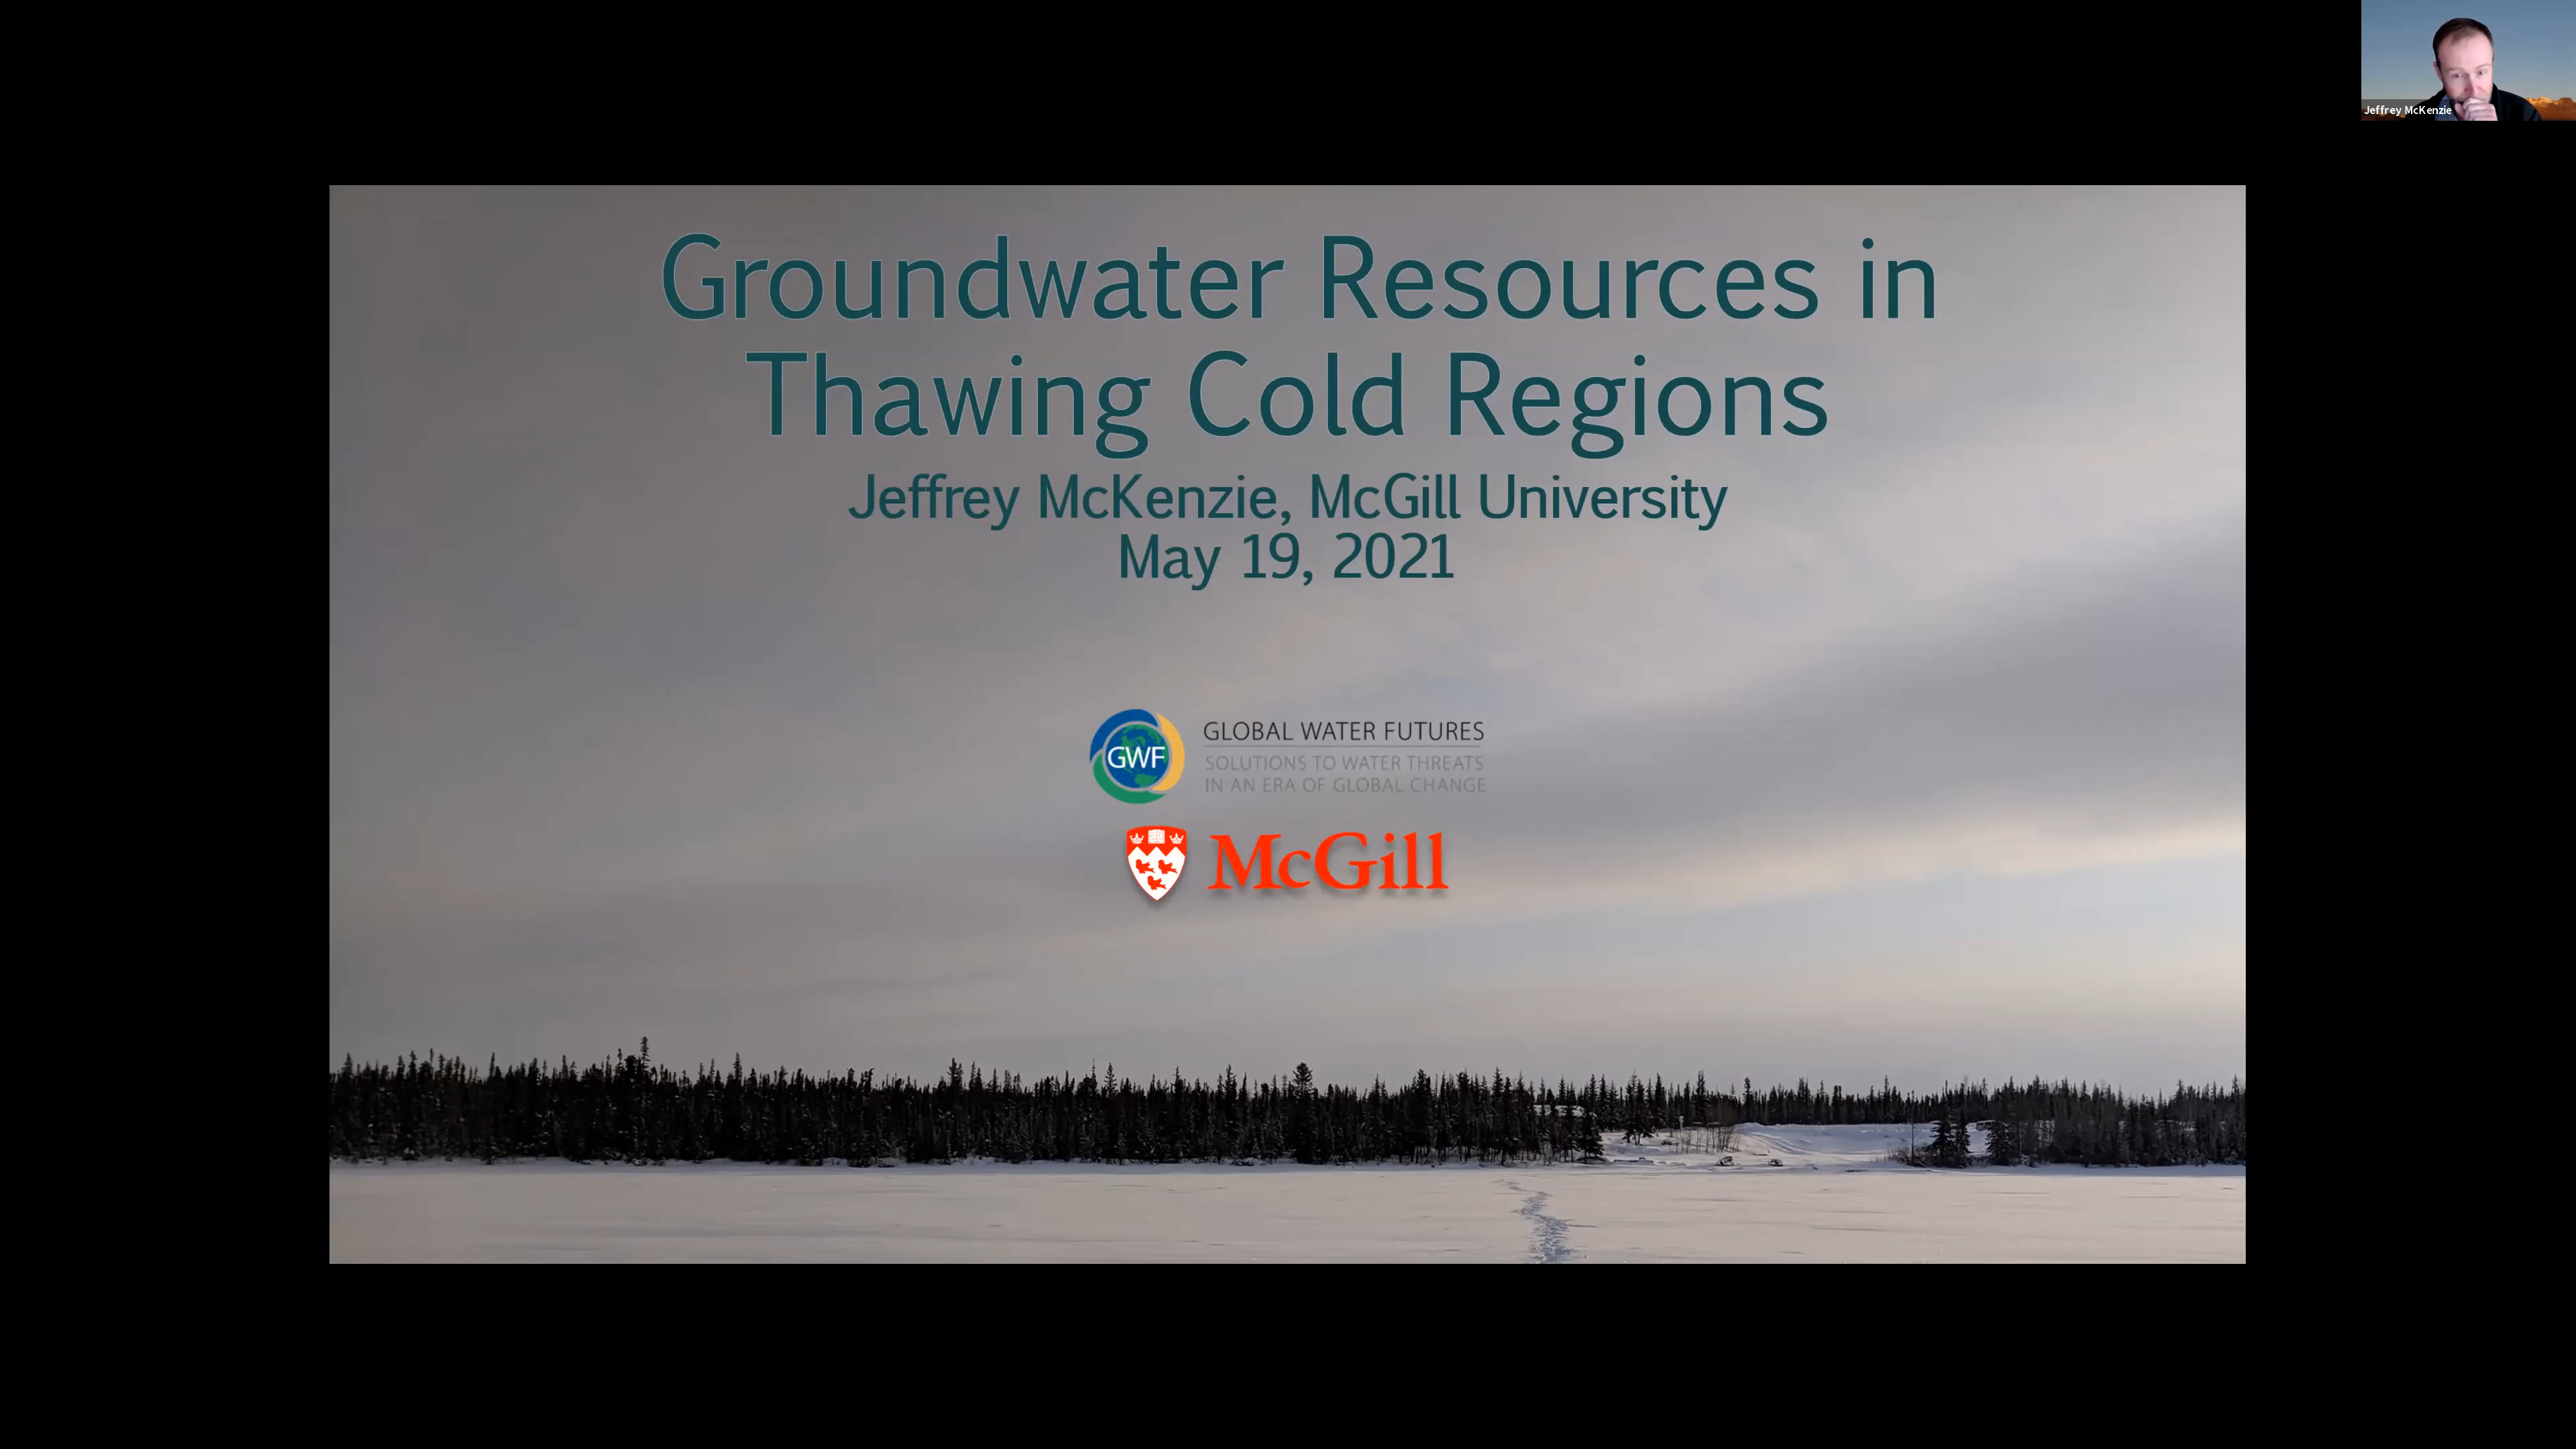 Jeffrey McKenzie
Groundwater Resources in
Thawing Cold Regions
Jeffrey McKenzie, McGill University
May 19, 2021
GWF
GLOBAL WATER FUTURES
SOLUTIONS TO WATER THREATS
IN AN ERA OF GLOBAL CHANGE
McGill